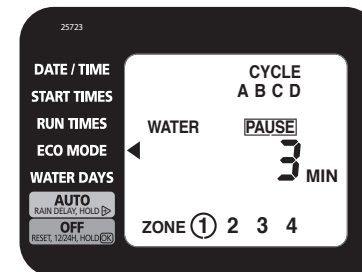 25723
DATE / TIME
START TIMES
RUN TIMES
ECO MODE
WATER DAYS
AUTO
RAIN DELAY, HOLD
OFF
RESET, 12/24H, HOLD OK
CYCLE
A B C D
WATER PAUSE
3 MIN
ZONE 1 2 3 4